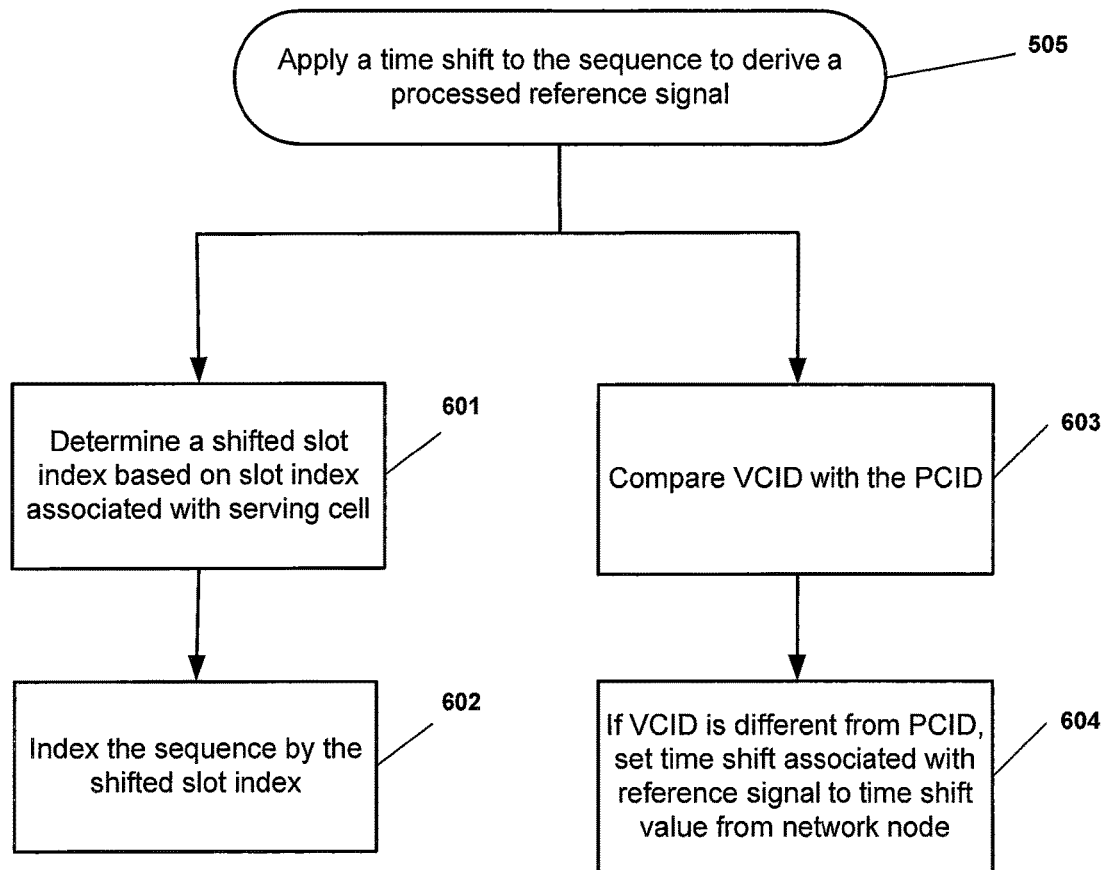 Apply a time shift to the sequence to derive a
processed reference signal
505
Determine a shifted slot
index based on slot index
associated with serving cell
601
Compare VCID with the PCID
603
Index the sequence by the
shifted slot index
602
If VCID is different from PCID,
set time shift associated with
reference signal to time shift
value from network node
604